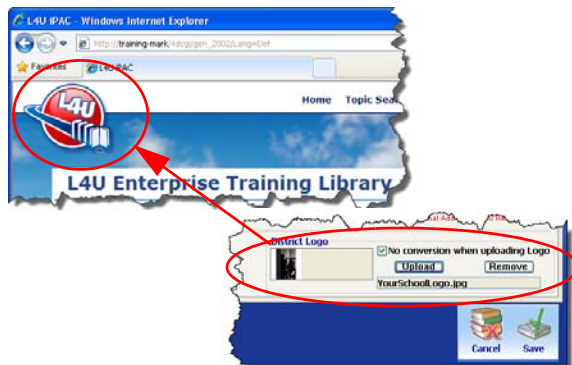 L4U iPAC - Windows Internet Explorer
http://training-mark/4dcgi/gen_2002/Lang=Def
Favorites L4U iPAC
L4U
Home Topic Sear
L4U Enterprise Training Library
District Logo
No conversion when uploading Logo
Upload Remove
YourSchoolLogo.jpg
Cancel Save